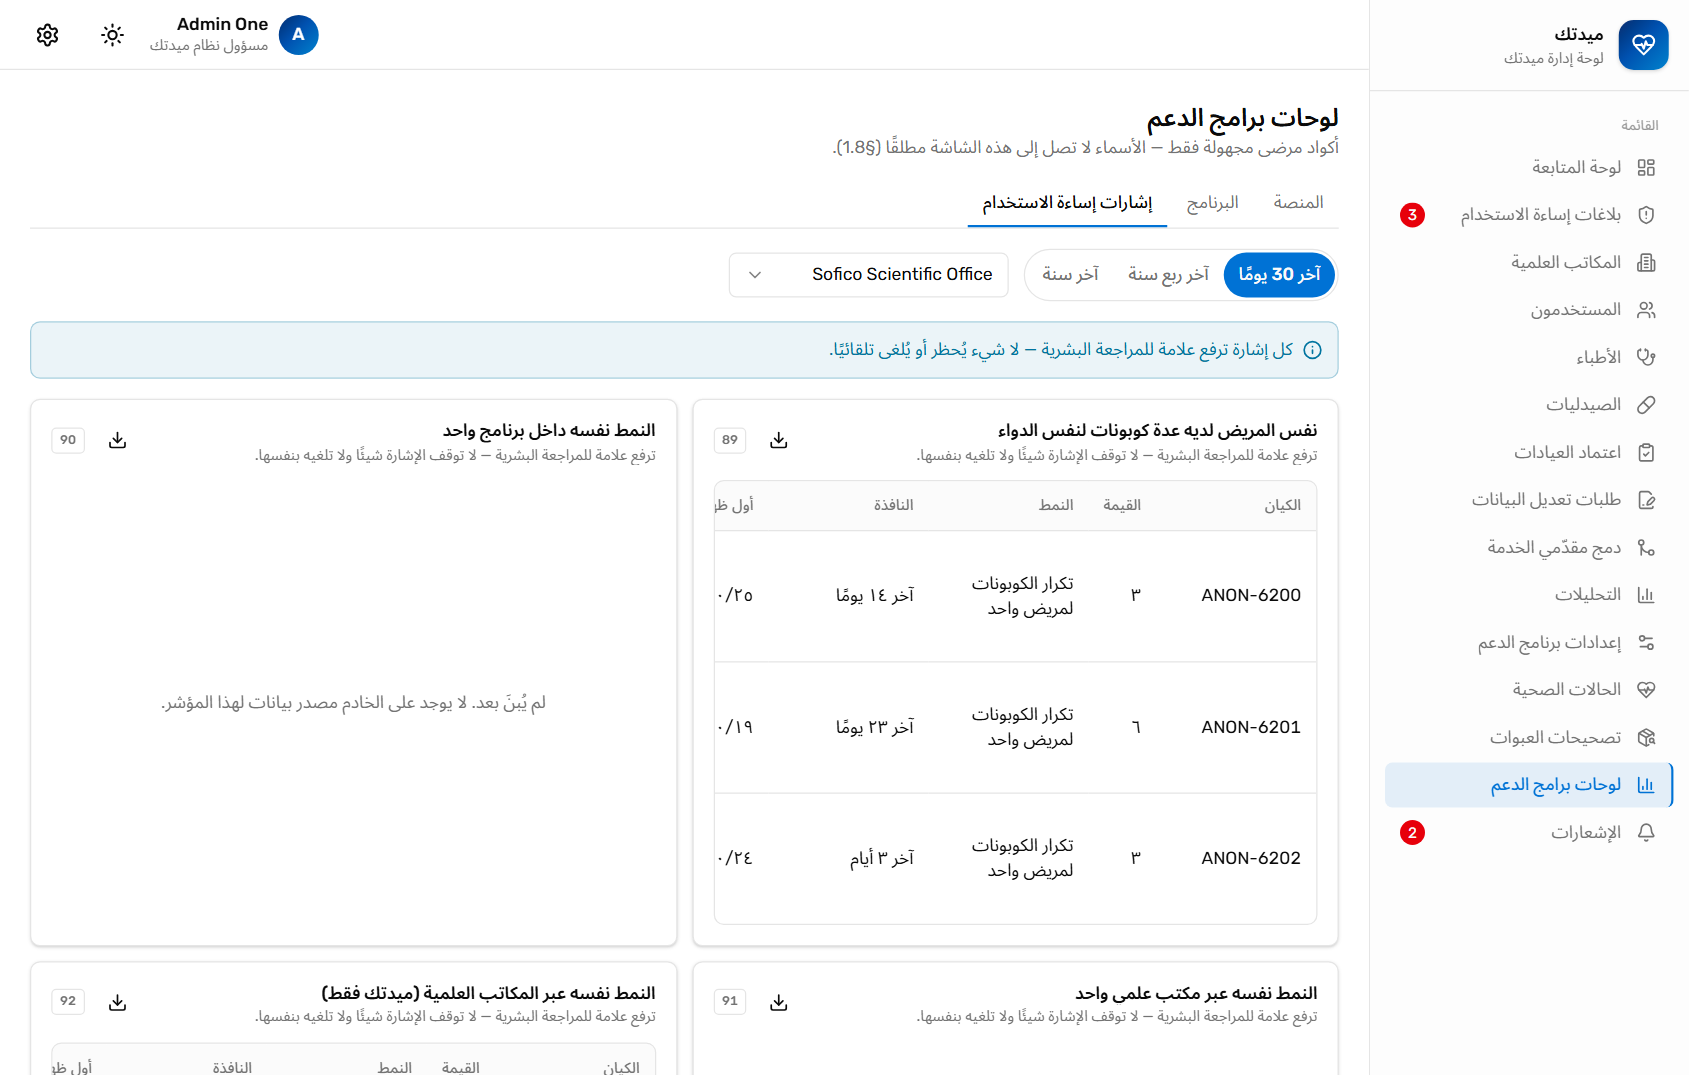 ميدتك
لوحة إدارة ميدتك
Admin One
مسؤول نظام ميدتك
A
القائمة
لوحة المتابعة
بلاغات إساءة الاستخدام
3
المكاتب العلمية
المستخدمون
الأطباء
الصيدليات
اعتماد العيادات
طلبات تعديل البيانات
دمج مقدّمي الخدمة
التحليلات
إعدادات برنامج الدعم
الحالات الصحية
تصحيحات العبوات
لوحات برامج الدعم
الإشعارات
2
لوحات برامج الدعم
أكواد مرضى مجهولة فقط – الأسماء لا تصل إلى هذه الشاشة مطلقًا (§1.8).
المنصة
البرنامج
إشارات إساءة الاستخدام
آخر 30 يومًا
آخر ربع سنة
آخر سنة
Sofico Scientific Office
كل إشارة ترفع علامة للمراجعة البشرية – لا شيء يُحظر أو يُلغى تلقائيًا.
نفس المريض لديه عدة كوبونات لنفس الدواء
89
ترفع علامة للمراجعة البشرية – لا توقف الإشارة شيئًا ولا تلغيه بنفسها.
الكيان القيمة النمط النافذة أول
ANON-6200 ٣ تكرار الكوبونات لمريض واحد آخر ١٤ يومًا ٠/٢٥
ANON-6201 ٦ تكرار الكوبونات لمريض واحد آخر ٢٣ يومًا ٠/١٩
ANON-6202 ٣ تكرار الكوبونات لمريض واحد آخر ٣ أيام ٠/٢٤
النمط نفسه داخل برنامج واحد
90
ترفع علامة للمراجعة البشرية – لا توقف الإشارة شيئًا ولا تلغيه بنفسها.
لم يُبنَ بعد. لا يوجد على الخادم مصدر بيانات لهذا المؤشر.
النمط نفسه عبر مكتب علمي واحد
91
ترفع علامة للمراجعة البشرية – لا توقف الإشارة شيئًا ولا تلغيه بنفسها.
النمط نفسه عبر المكاتب العلمية (ميدتك فقط)
92
ترفع علامة للمراجعة البشرية – لا توقف الإشارة شيئًا ولا تلغيه بنفسها.
الكيان القيمة النمط النافذة أول